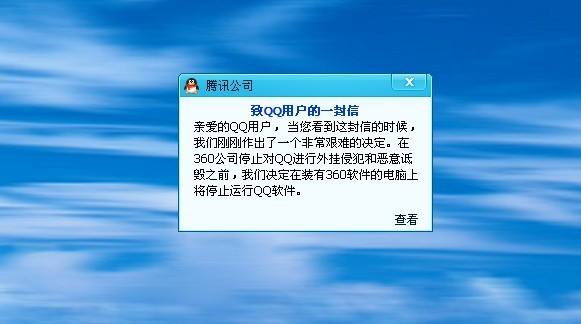 腾讯公司
致QQ用户的一封信
亲爱的QQ用户，当您看到这封信的时候，
我们刚刚作出了一个非常艰难的决定。在
360公司停止对QQ进行外挂侵犯和恶意诋
毁之前，我们决定在装有360软件的电脑上
将停止运行QQ软件。
查看